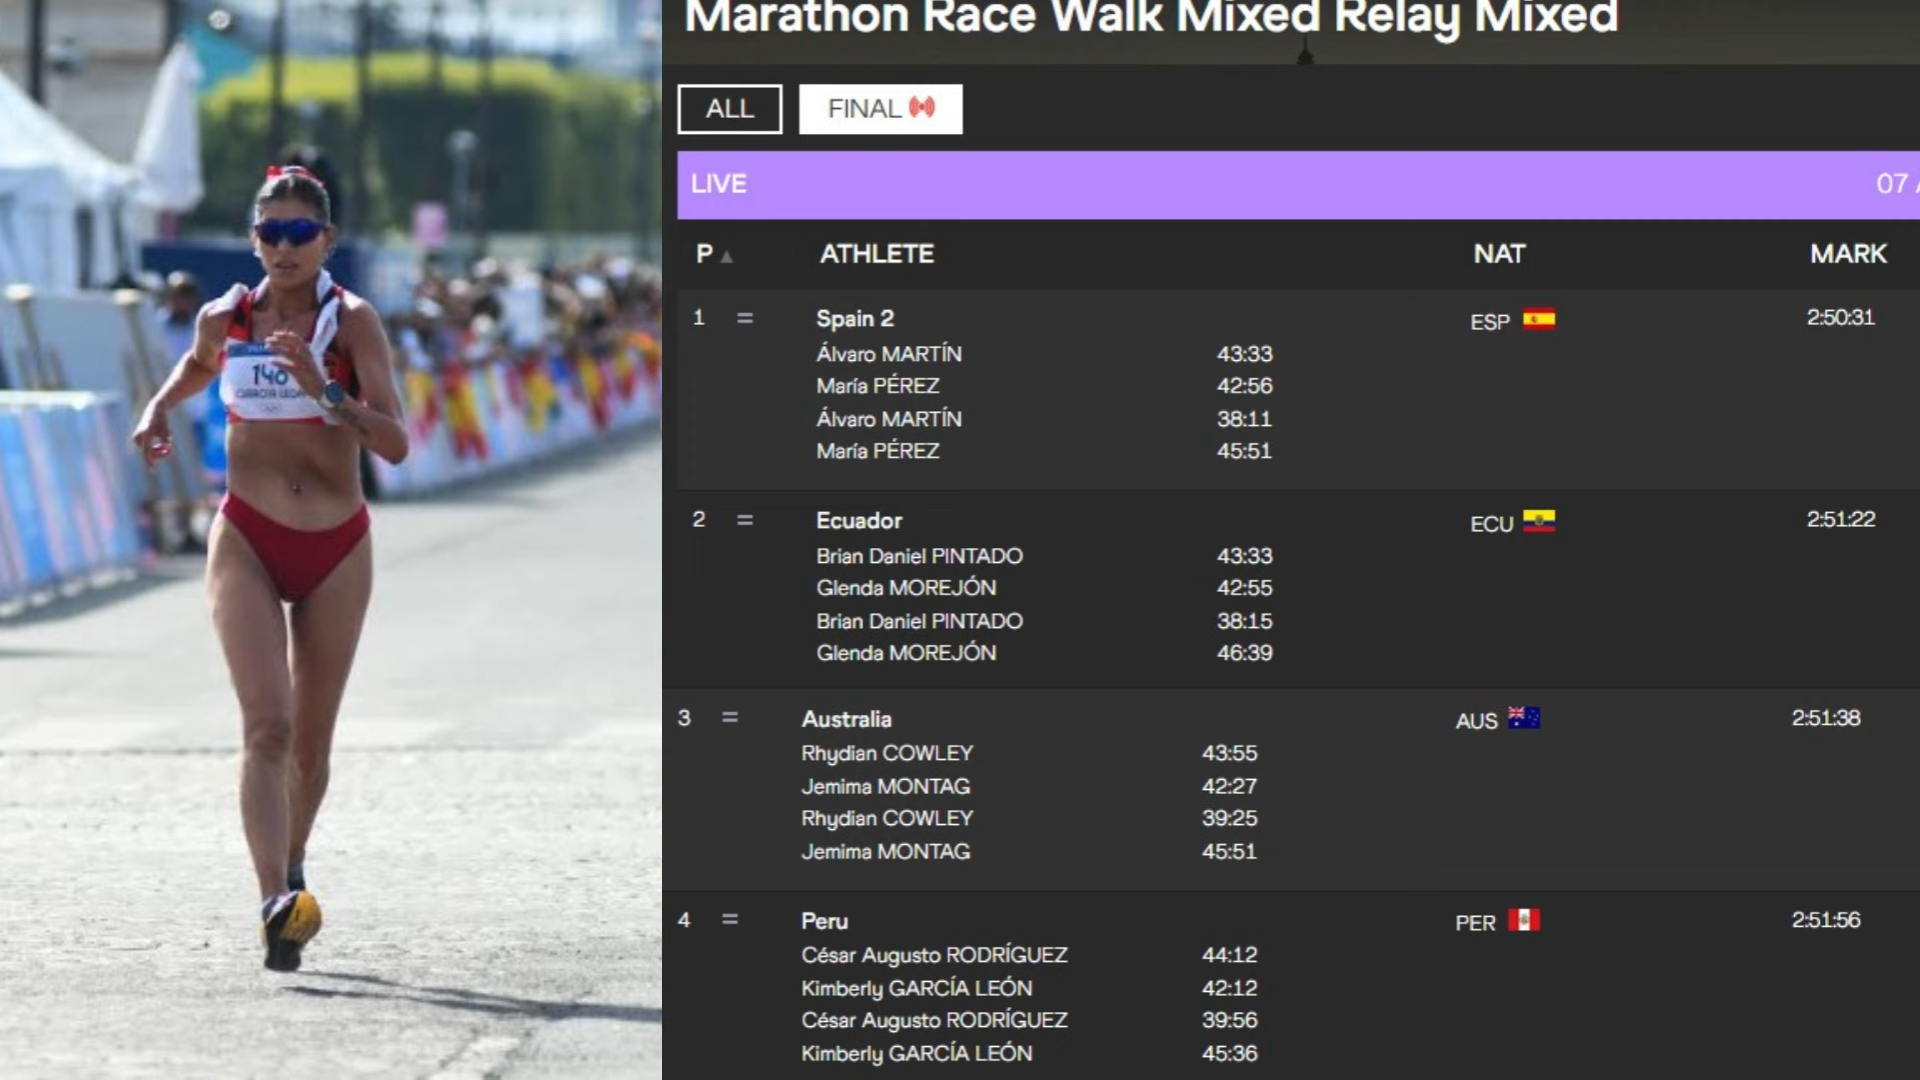 146
GARCIA LEON
Marathon Race Walk Mixed Relay Mixed
ALL
FINAL
LIVE
07
P ATHLETE NAT MARK
1 = Spain 2 ESP 2:50:31
Álvaro MARTÍN 43:33
María PÉREZ 42:56
Álvaro MARTÍN 38:11
María PÉREZ 45:51
2 = Ecuador ECU 2:51:22
Brian Daniel PINTADO 43:33
Glenda MOREJÓN 42:55
Brian Daniel PINTADO 38:15
Glenda MOREJÓN 46:39
3 = Australia AUS 2:51:38
Rhydian COWLEY 43:55
Jemima MONTAG 42:27
Rhydian COWLEY 39:25
Jemima MONTAG 45:51
4 = Peru PER 2:51:56
César Augusto RODRÍGUEZ 44:12
Kimberly GARCÍA LEÓN 42:12
César Augusto RODRÍGUEZ 39:56
Kimberly GARCÍA LEÓN 45:36